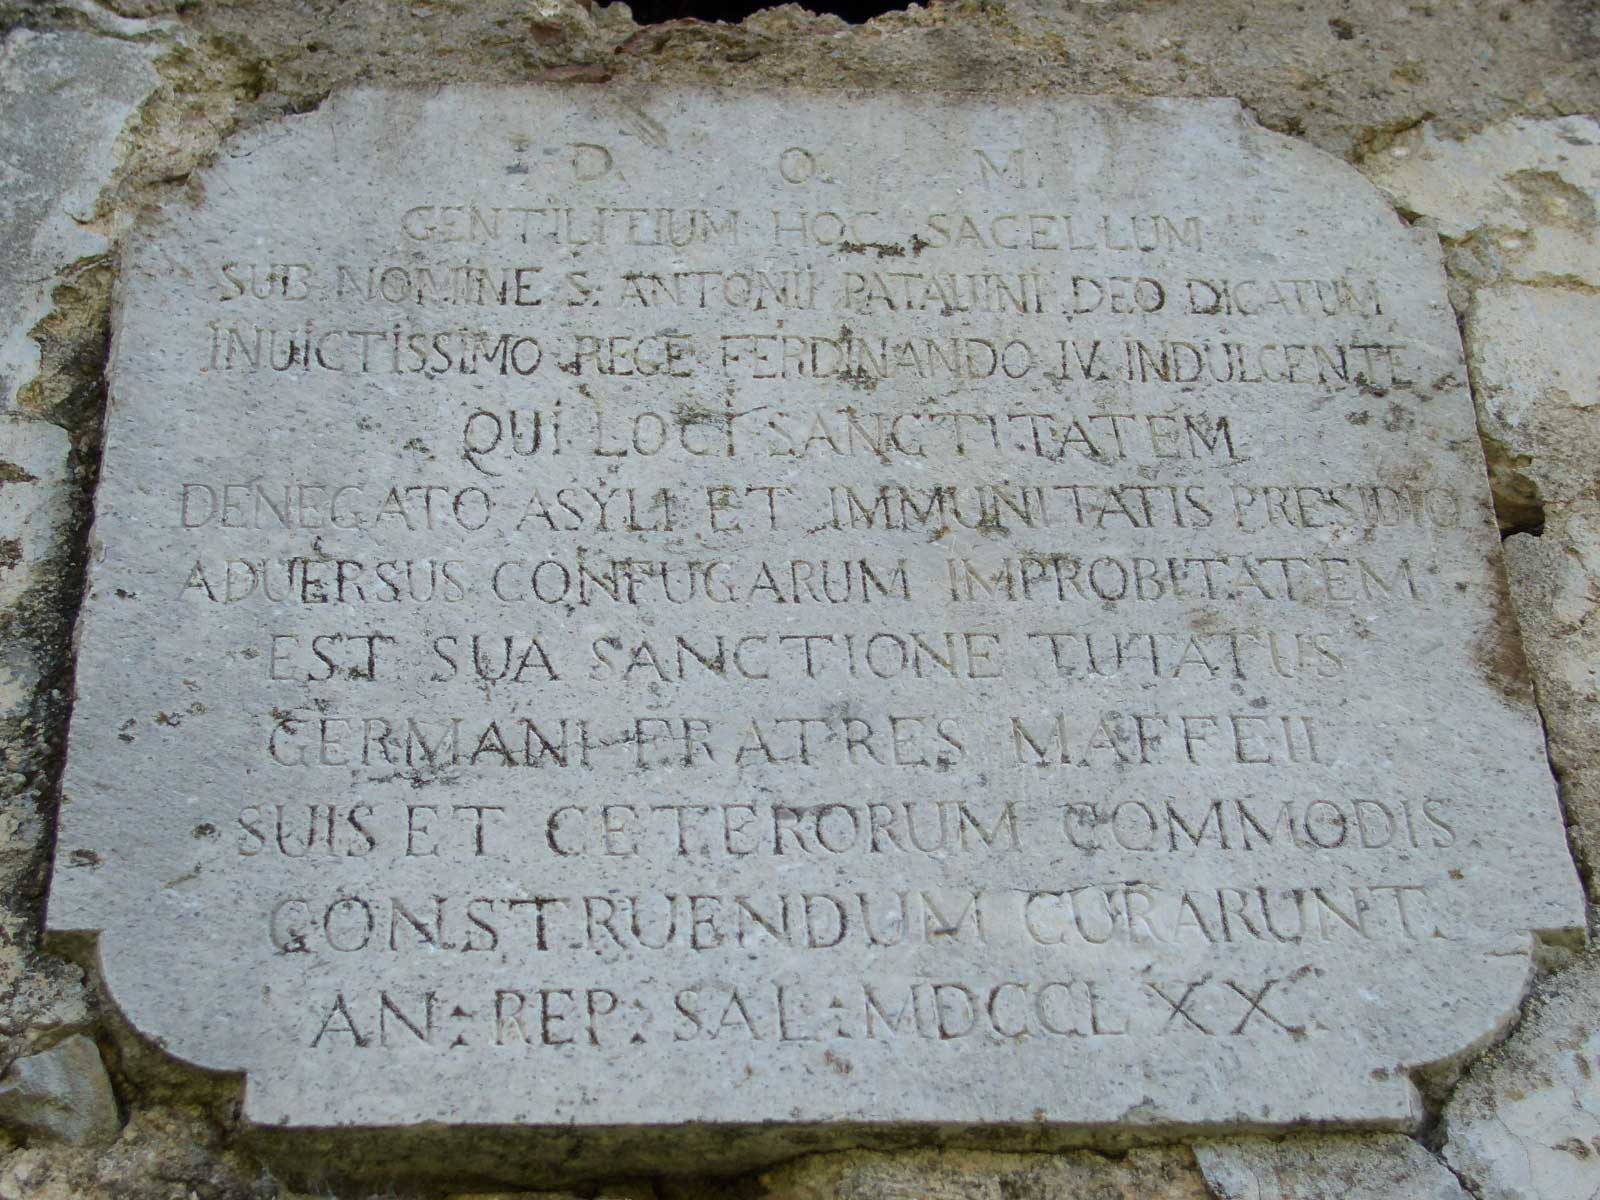 D. O. M.
GENTILITIUM HOC SACELLUM
SUB NOMINE S. ANTONII PATAUINI DEO DICATUM
INUICTISSIMO REGE FERDINANDO IV. INDULGENTE
QUI LOCI SANCTITATEM
DENEGATO ASYLI ET IMMUNITATIS PRESIDIO
ADUERSUS CONFUGARUM IMPROBITATEM
EST SUA SANCTIONE TUTATUS
GERMANI FRATRES MAFFEII
SUIS ET CETERORUM COMMODIS
CONSTRUENDUM CURARUNT.
AN: REP: SAL: MDCCLXX.